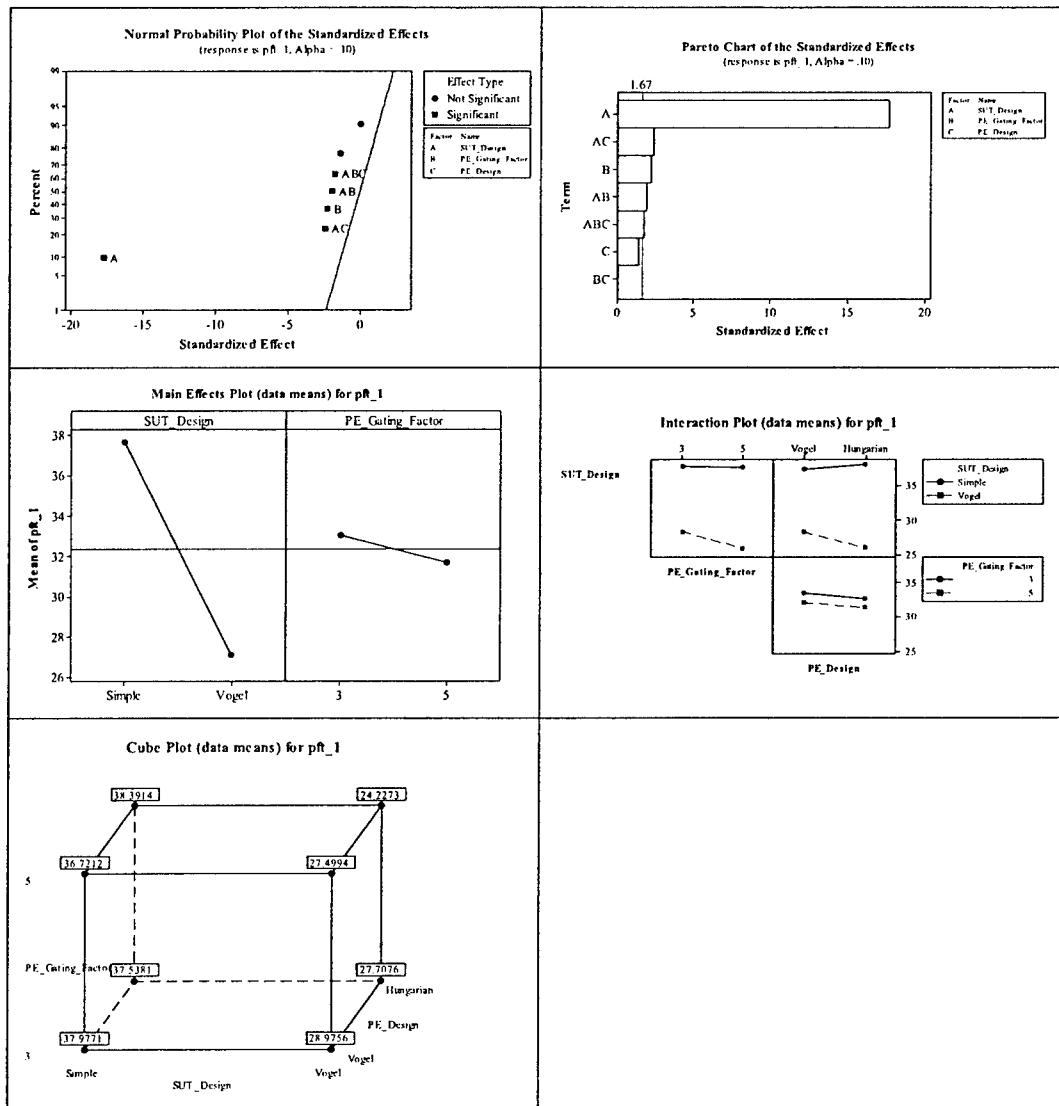 Normal Probability Plot of the Standardized Effects
(response is pft_1, Alpha = .10)
99
95
90
80
70
60
50
40
30
20
10
5
1
Percent
-20 -15 -10 -5 0
Standardized Effect
ABC
AB
B
AC
A
Effect Type
Not Significant
Significant
Factor Name
A SUT_Design
B PE_Gating_Factor
C PE_Design
Pareto Chart of the Standardized Effects
(response is pft_1, Alpha = .10)
1.67
Term
A
AC
B
AB
ABC
C
BC
0 5 10 15 20
Standardized Effect
Factor Name
A SUT_Design
B PE_Gating_Factor
C PE_Design
Main Effects Plot (data means) for pft_1
SUT_Design PE_Gating_Factor
Mean of pft_1
38
36
34
32
30
28
26
Simple Vogel 3 5
Interaction Plot (data means) for pft_1
3 5 Vogel Hungarian
SUT_Design
35
30
25
SUT_Design
Simple
Vogel
PE_Gating_Factor
35
30
25
PE_Gating_Factor
3
5
PE_Design
Cube Plot (data means) for pft_1
38.3914 24.2273
36.7212 27.4994
5
PE_Gating_Factor
37.5381 27.7076
Hungarian
PE_Design
37.9771 28.9756
3
Vogel
Simple Vogel
SUT_Design